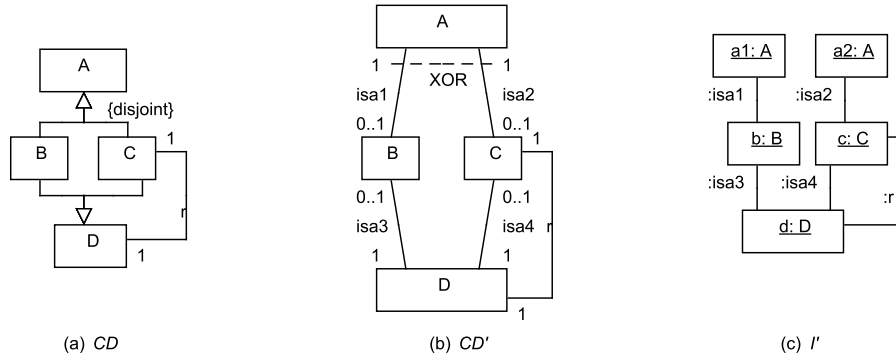 A
{disjoint}
B
C
1
r
D
1
(a) CD
A
1
XOR
1
isa1
isa2
0..1
0..1
B
C
1
0..1
0..1
isa3
isa4
r
1
1
D
1
(b) CD'
a1: A
a2: A
:isa1
:isa2
b: B
c: C
:isa3
:isa4
:r
d: D
(c) I'